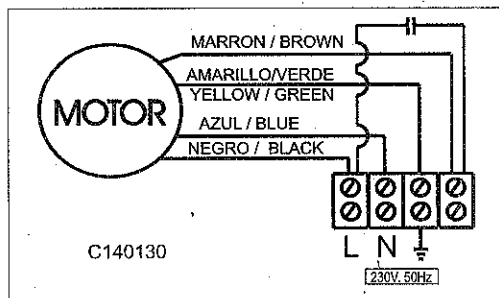 MARRON / BROWN
AMARILLO/VERDE
YELLOW / GREEN
MOTOR
AZUL / BLUE
NEGRO / BLACK
C140130
L N
230V. 50Hz